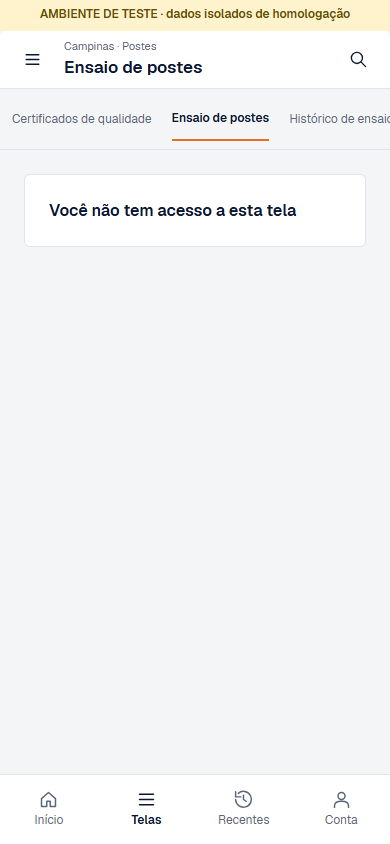 AMBIENTE DE TESTE · dados isolados de homologação
Campinas · Postes
Ensaio de postes
Certificados de qualidade
Ensaio de postes
Histórico de
Você não tem acesso a esta tela
Início
Telas
Recentes
Conta